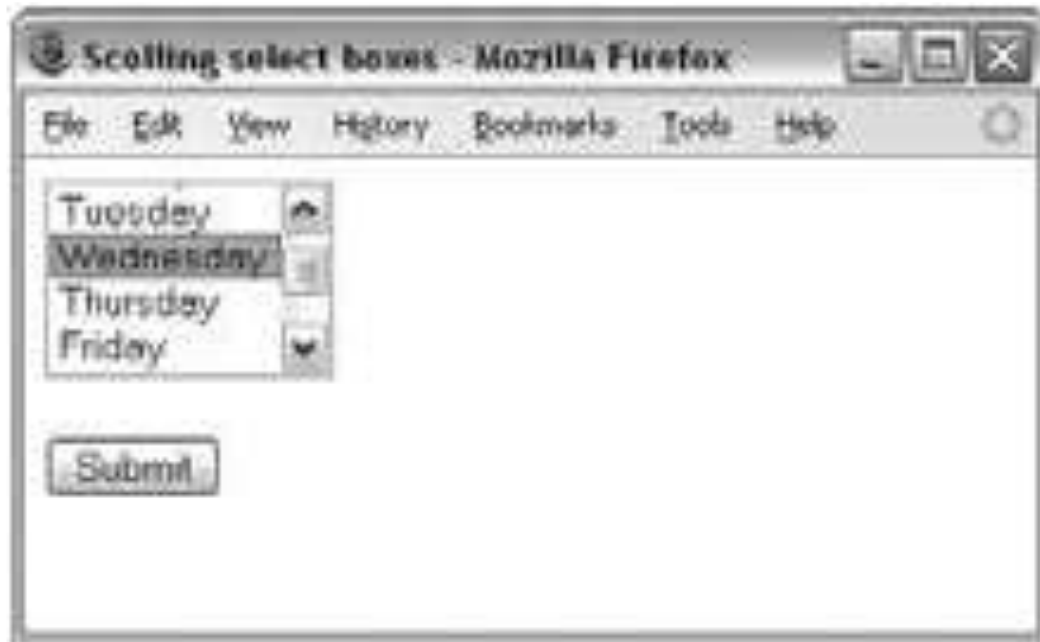 Scolling select boxes - Mozilla Firefox
File Edit View History Bookmarks Tools Help
Tuesday
Wednesday
Thursday
Friday
Submit